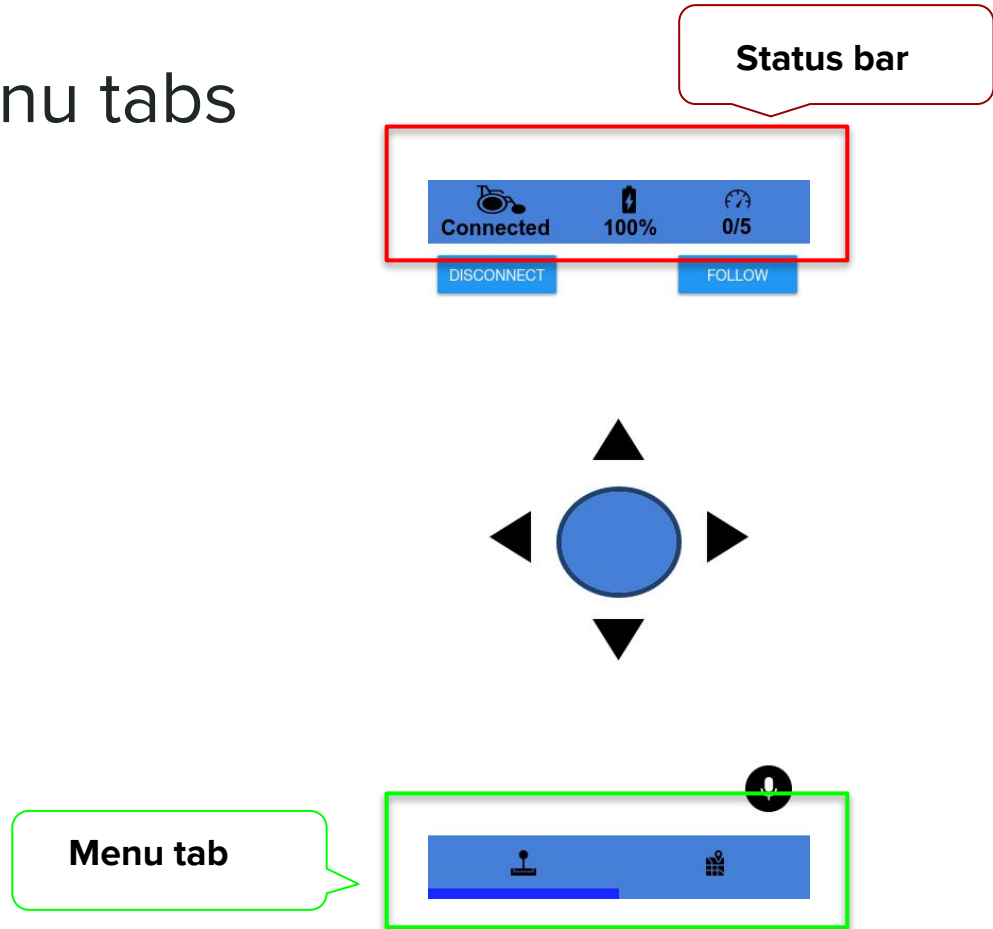 Status bar
nu tabs
Connected 100% 0/5
DISCONNECT FOLLOW
Menu tab